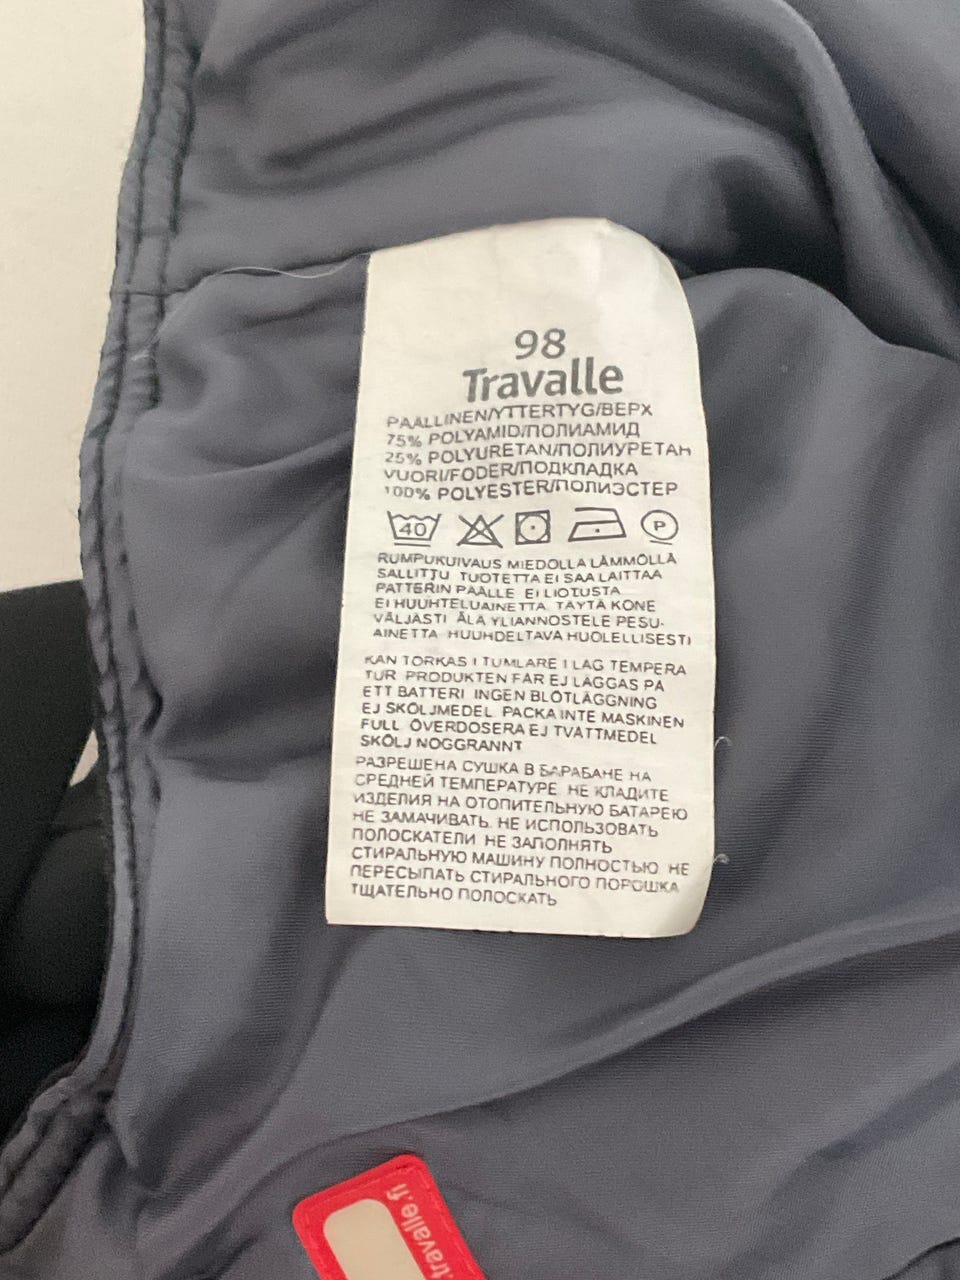 98
Travalle
PÄÄLLINEN/YTTERTYG/ВЕРХ
75% POLYAMID/ПОЛИАМИД
25% POLYURETAN/ПОЛИУРЕТАН
VUORI/FODER/ПОДКЛАДКА
100% POLYESTER/ПОЛИЭСТЕР
40 P
RUMPUKUIVAUS MIEDOLLA LÄMMÖLLÄ
SALLITTU TUOTETTA EI SAA LAITTAA
PATTERIN PÄÄLLE EI LIOTUSTA
EI HUUHTELUAINETTA TÄYTÄ KONE
VÄLJÄSTI ÄLÄ YLIANNOSTELE PESU-
AINETTA HUUHDELTAVA HUOLELLISESTI
KAN TORKAS I TUMLARE I LÅG TEMPERA
TUR PRODUKTEN FÅR EJ LÄGGAS PÅ
ETT BATTERI INGEN BLÖTLÄGGNING
EJ SKÖLJMEDEL PACKA INTE MASKINEN
FULL ÖVERDOSERA EJ TVÄTTMEDEL
SKÖLJ NOGGRANNT
РАЗРЕШЕНА СУШКА В БАРАБАНЕ НА
СРЕДНЕЙ ТЕМПЕРАТУРЕ НЕ КЛАДИТЕ
ИЗДЕЛИЯ НА ОТОПИТЕЛЬНУЮ БАТАРЕЮ
НЕ ЗАМАЧИВАТЬ. НЕ ИСПОЛЬЗОВАТЬ
ПОЛОСКАТЕЛИ НЕ ЗАПОЛНЯТЬ
СТИРАЛЬНУЮ МАШИНУ ПОЛНОСТЬЮ НЕ
ПЕРЕСЫПАТЬ СТИРАЛЬНОГО ПОРОШКА
ТЩАТЕЛЬНО ПОЛОСКАТЬ
.travalle.fi